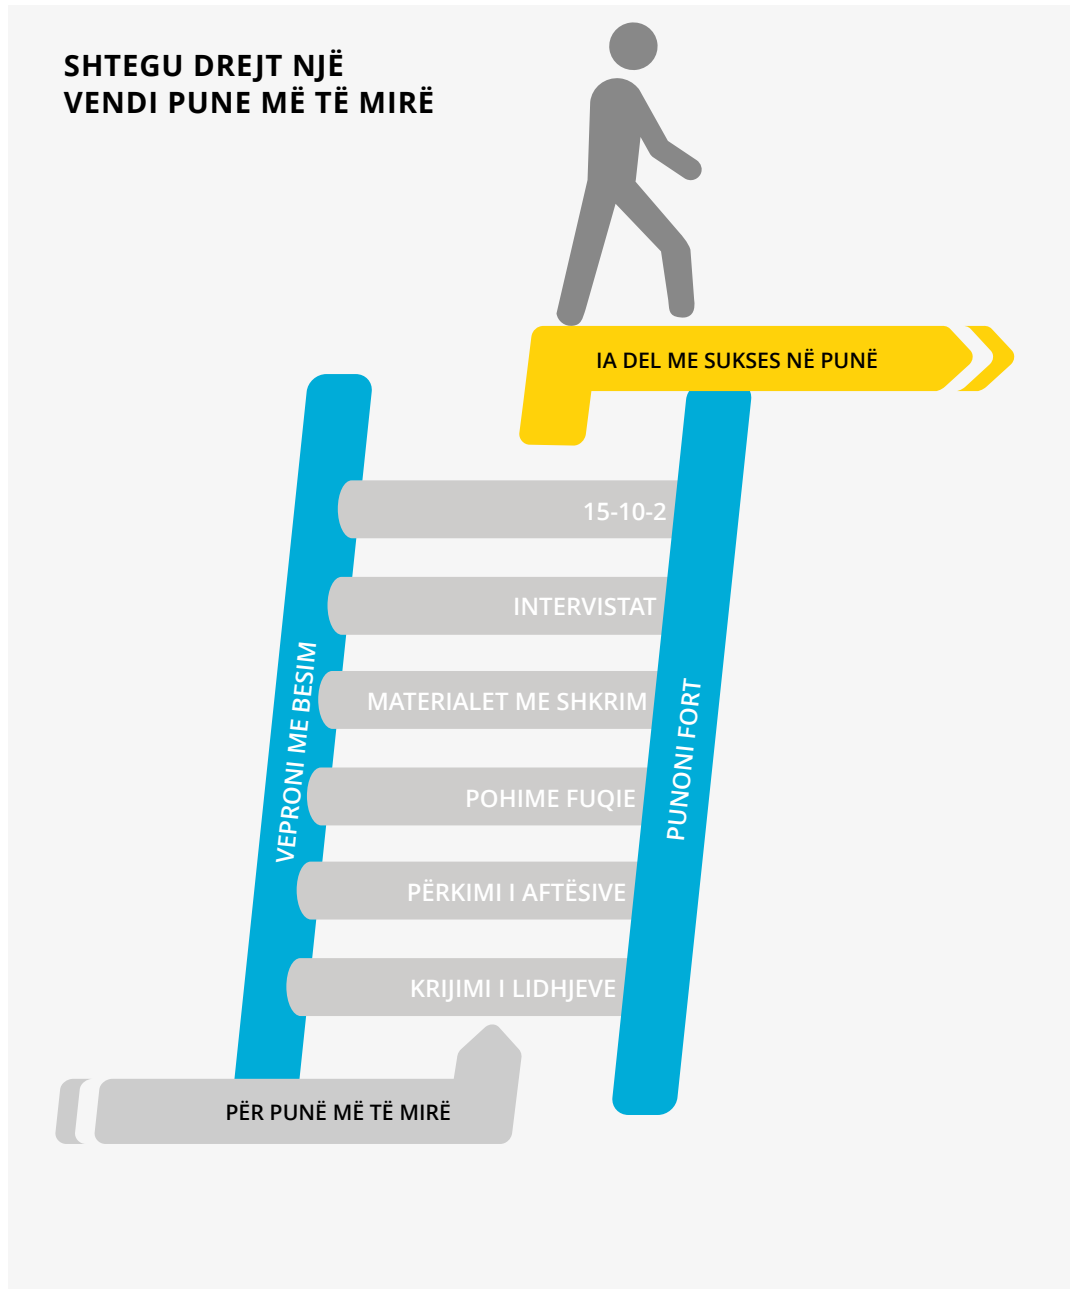 SHTEGU DREJT NJË
VENDI PUNE MË TË MIRË
IA DEL ME SUKSES NË PUNË
15-10-2
INTERVISTAT
MATERIALET ME SHKRIM
POHIME FUQIE
PËRKIMI I AFTËSIVE
KRIJIMI I LIDHJEVE
VEPRONI ME BESIM
PUNONI FORT
PËR PUNË MË TË MIRË